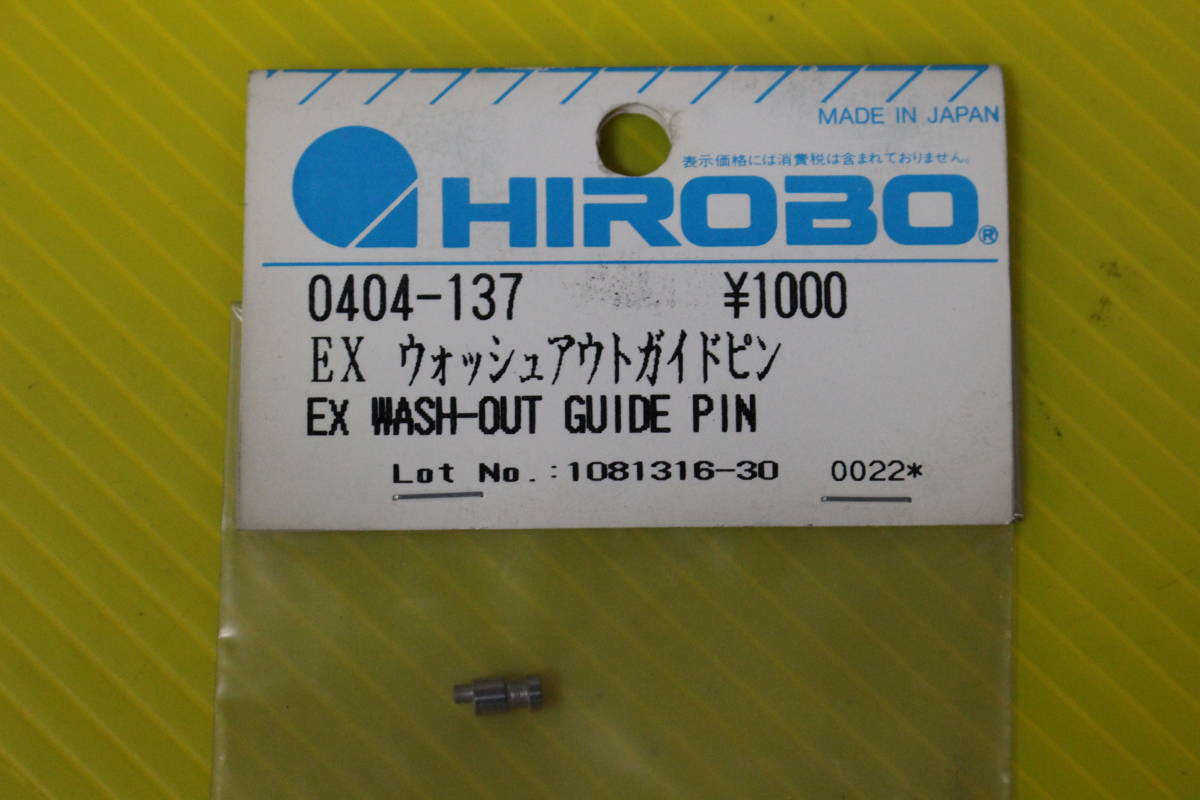 MADE IN JAPAN
表示価格には消費税は含まれておりません。
HIROBO®
0404-137 ¥1000
EX ウォッシュアウトガイドピン
EX WASH-OUT GUIDE PIN
Lot No.:1081316-30 0022*